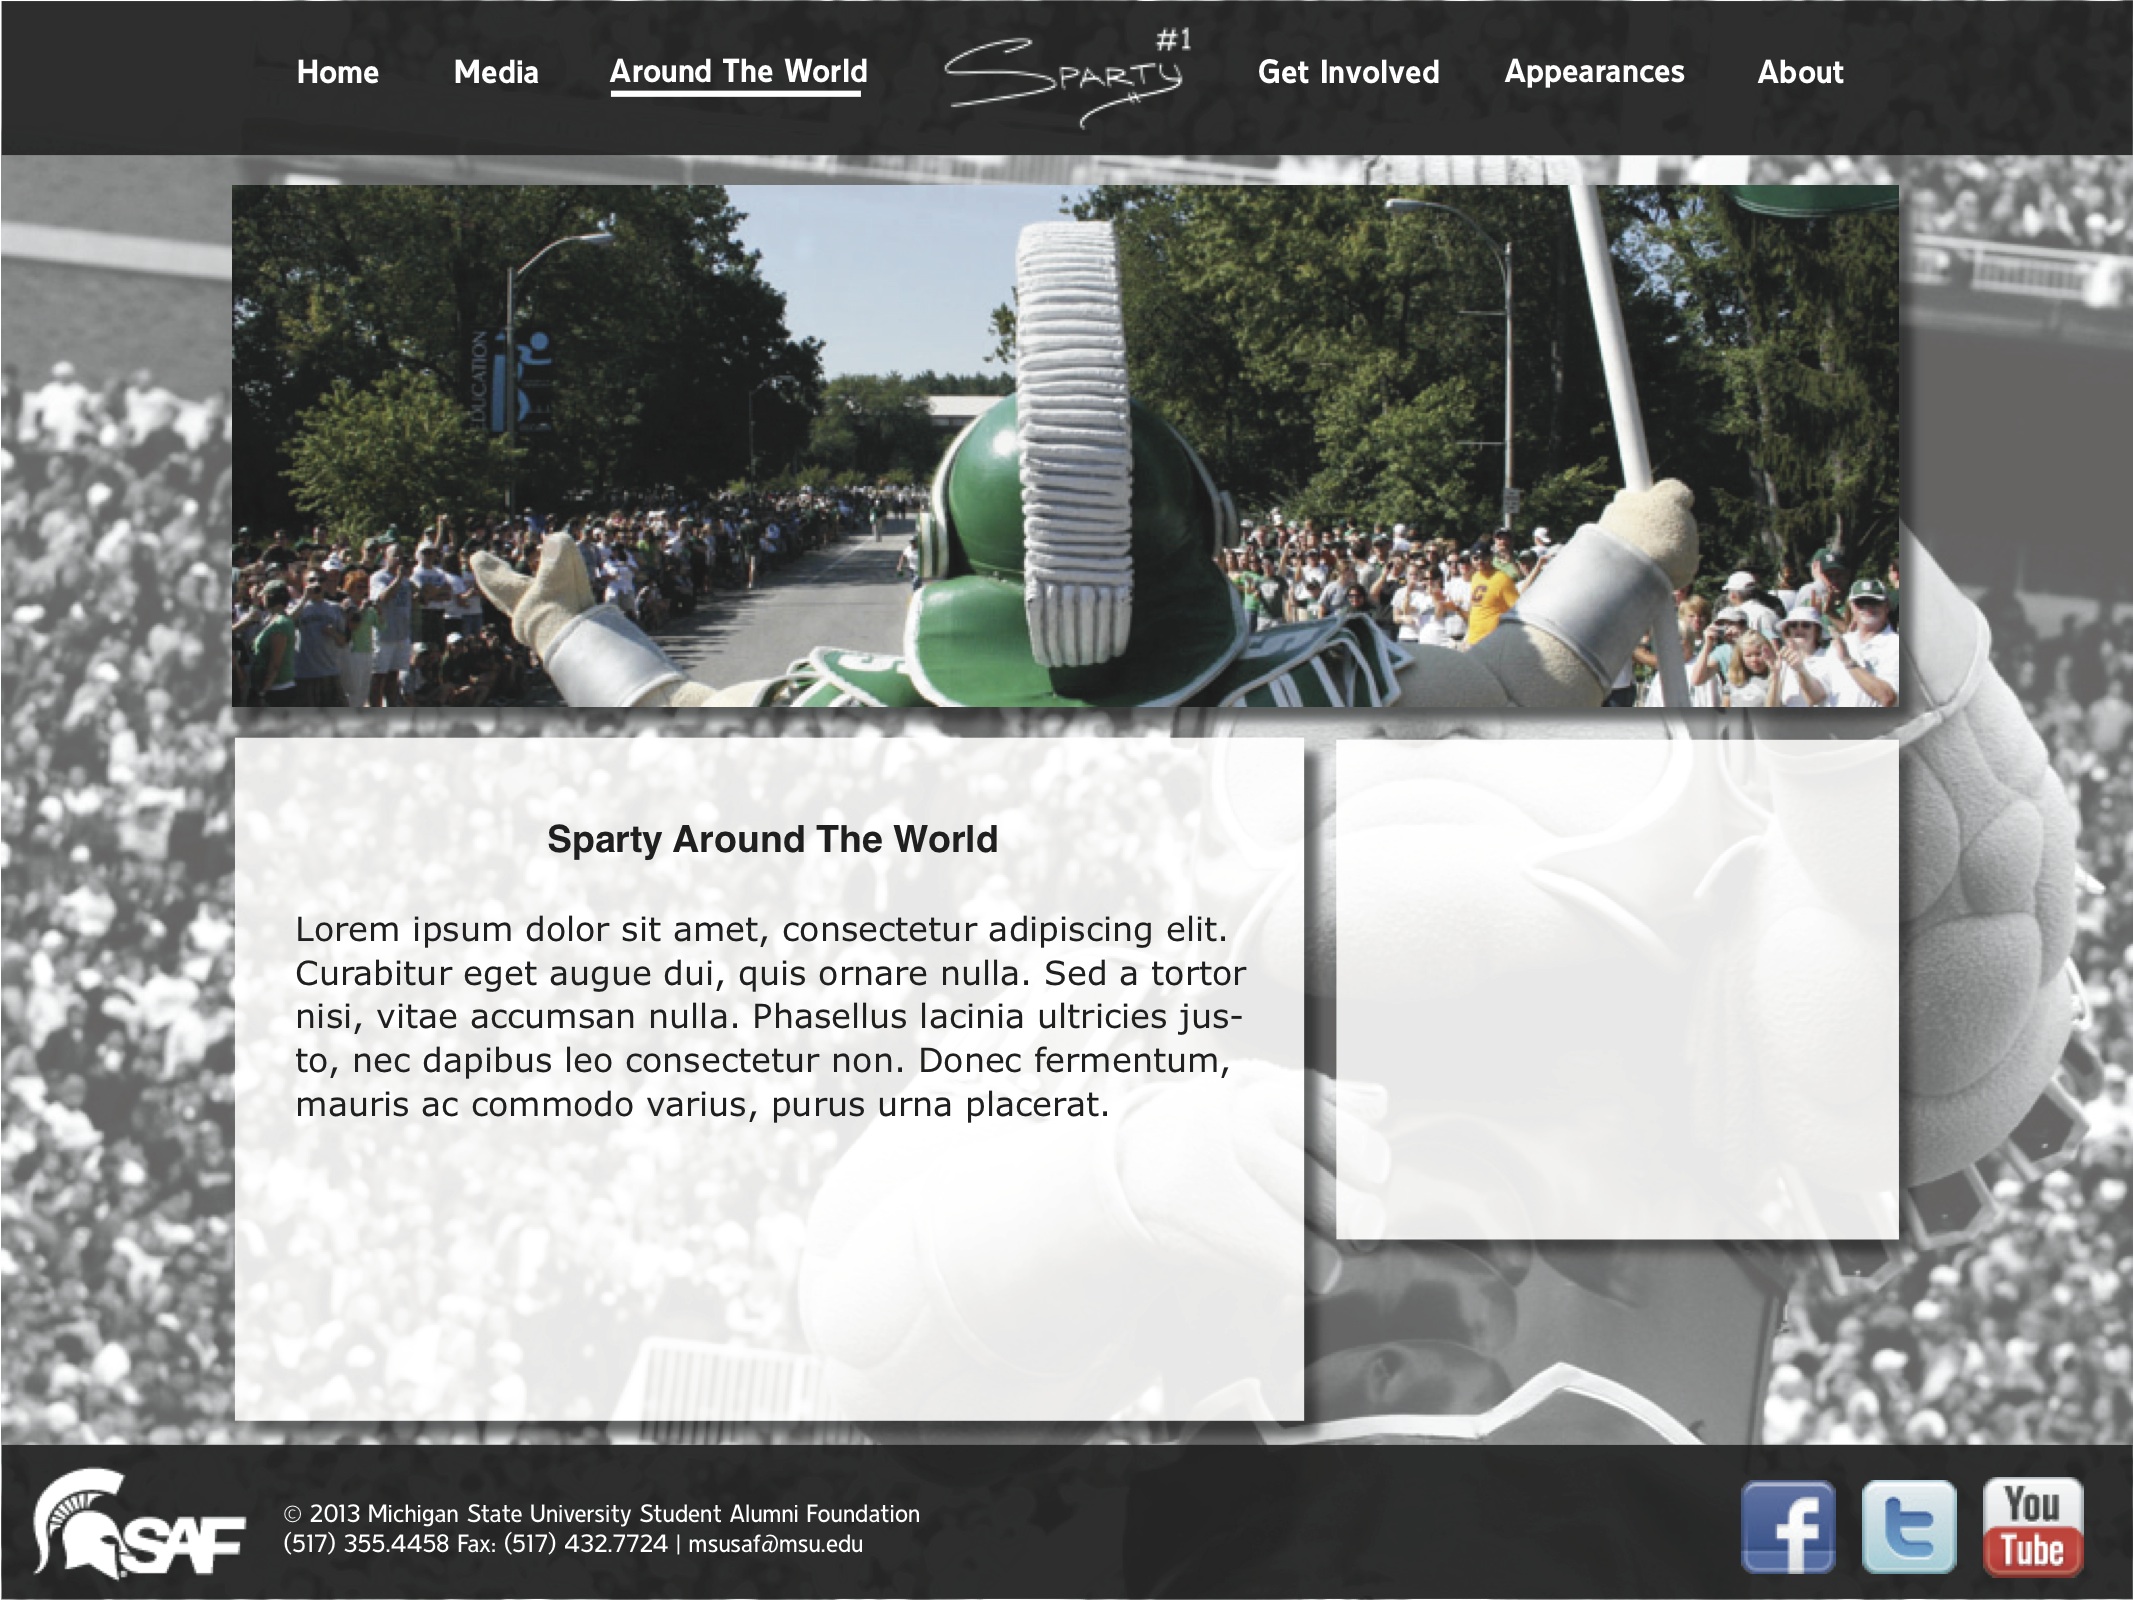 Home
Media
Around The World
#1
SPARTY
Get Involved
Appearances
About
EDUCATION
Sparty Around The World
Lorem ipsum dolor sit amet, consectetur adipiscing elit.
Curabitur eget augue dui, quis ornare nulla. Sed a tortor
nisi, vitae accumsan nulla. Phasellus lacinia ultricies jus-
to, nec dapibus leo consectetur non. Donec fermentum,
mauris ac commodo varius, purus urna placerat.
SAF
© 2013 Michigan State University Student Alumni Foundation
(517) 355.4458 Fax: (517) 432.7724 | msusaf@msu.edu
f
t
You
Tube